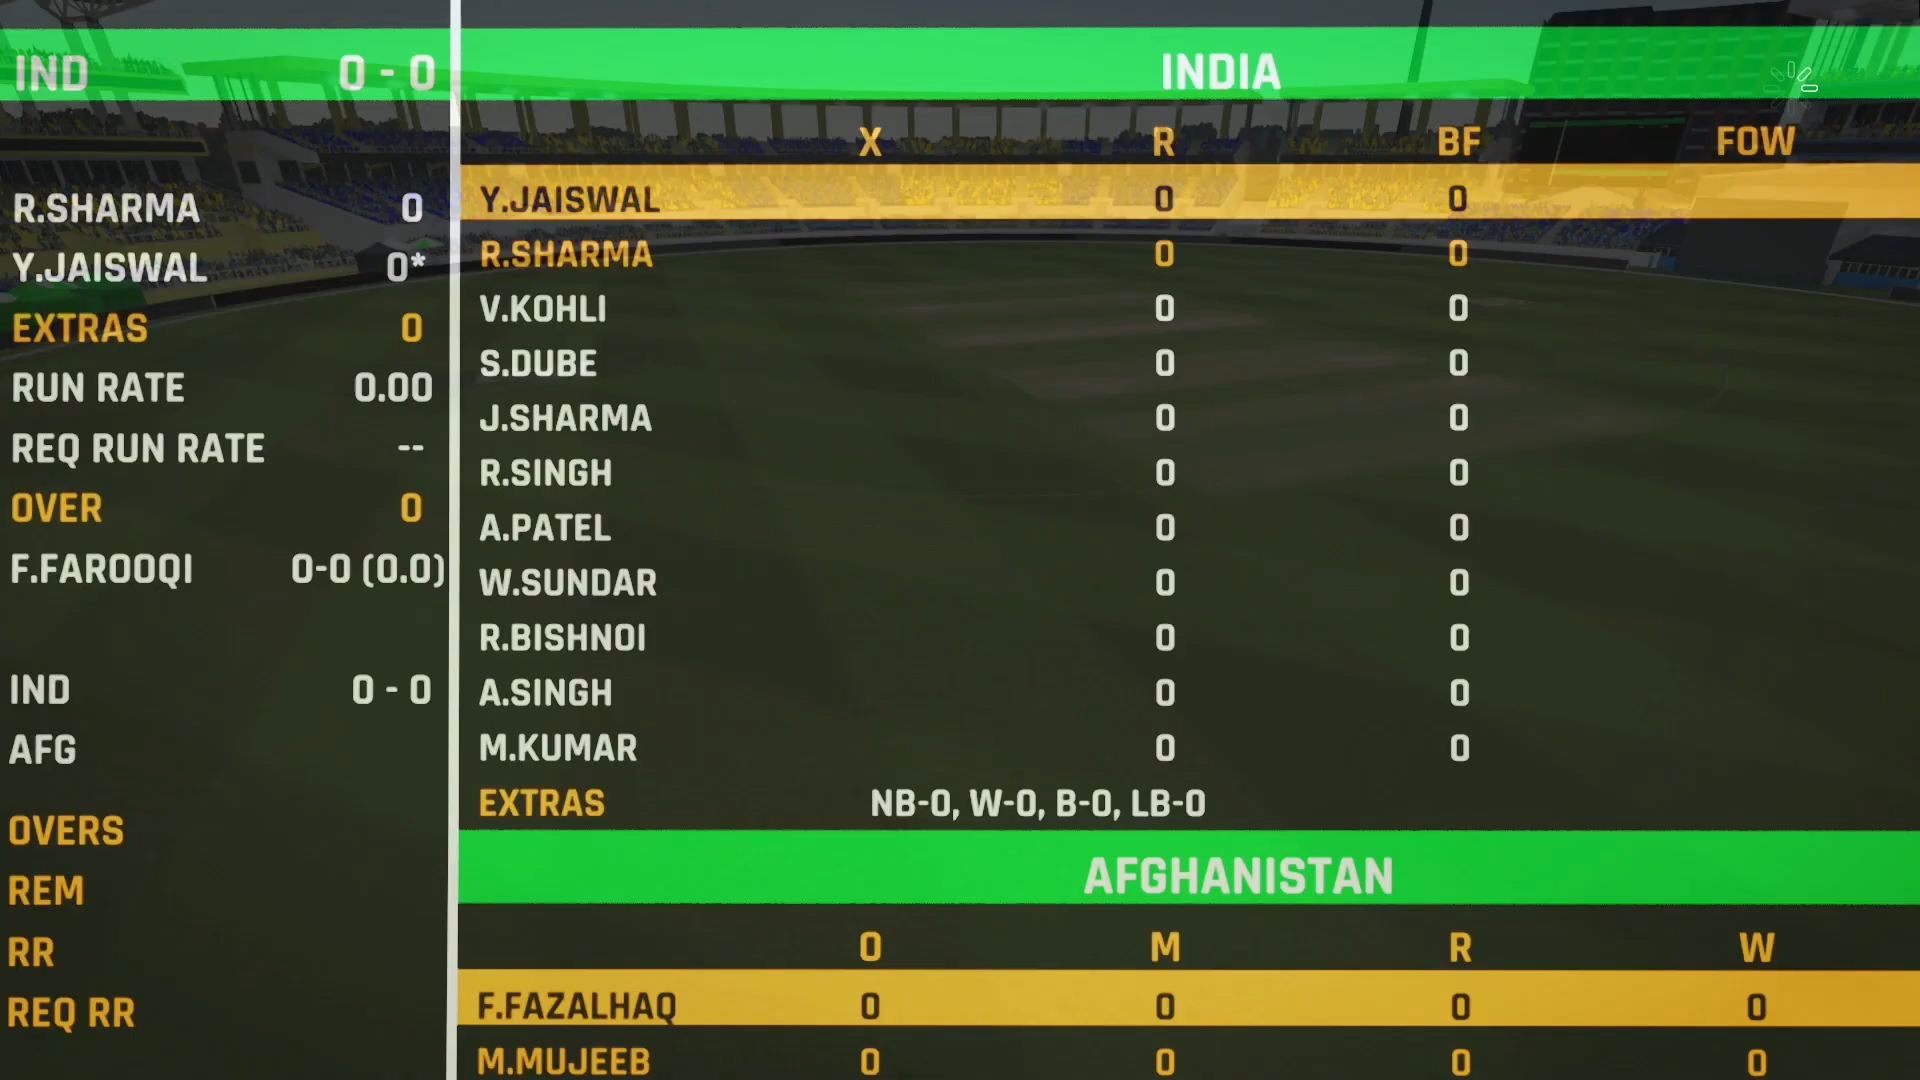 IND 0 - 0
R.SHARMA 0
Y.JAISWAL 0*
EXTRAS 0
RUN RATE 0.00
REQ RUN RATE --
OVER 0
F.FAROOQI 0-0 (0.0)
IND 0 - 0
AFG
OVERS
REM
RR
REQ RR
INDIA
X R BF FOW
Y.JAISWAL 0 0
R.SHARMA 0 0
V.KOHLI 0 0
S.DUBE 0 0
J.SHARMA 0 0
R.SINGH 0 0
A.PATEL 0 0
W.SUNDAR 0 0
R.BISHNOI 0 0
A.SINGH 0 0
M.KUMAR 0 0
EXTRAS NB-0, W-0, B-0, LB-0
AFGHANISTAN
O M R W
F.FAZALHAQ 0 0 0 0
M.MUJEEB 0 0 0 0